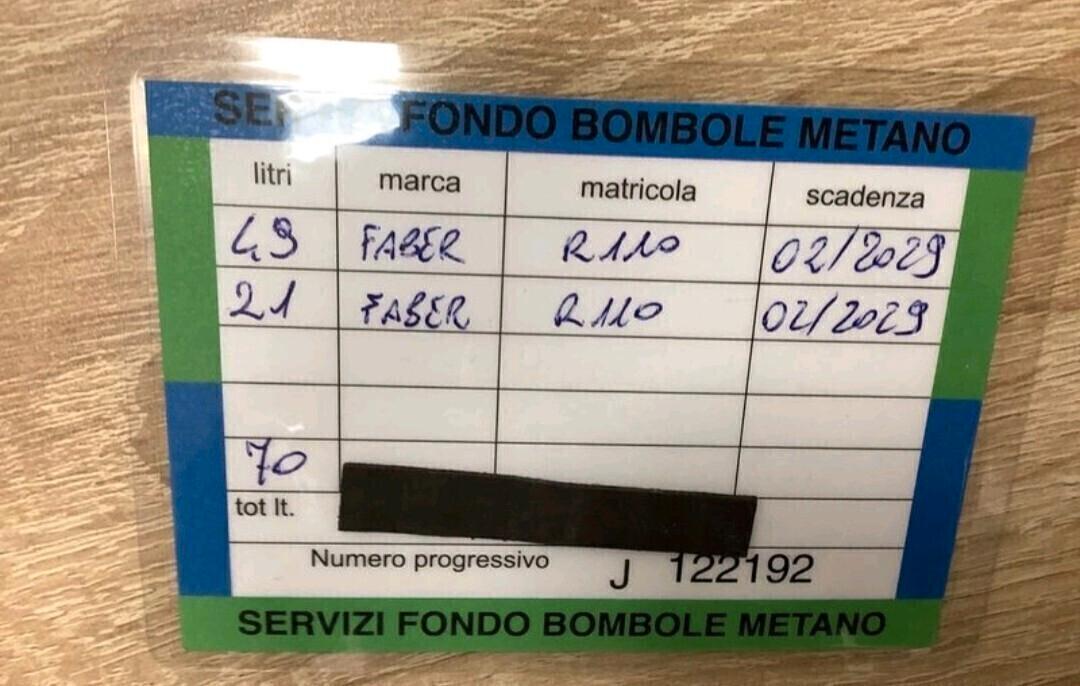 SERVIZI FONDO BOMBOLE METANO
litri marca matricola scadenza
49 FABER R110 02/2029
21 FABER R110 02/2029
70
tot lt.
Numero progressivo J 122192
SERVIZI FONDO BOMBOLE METANO